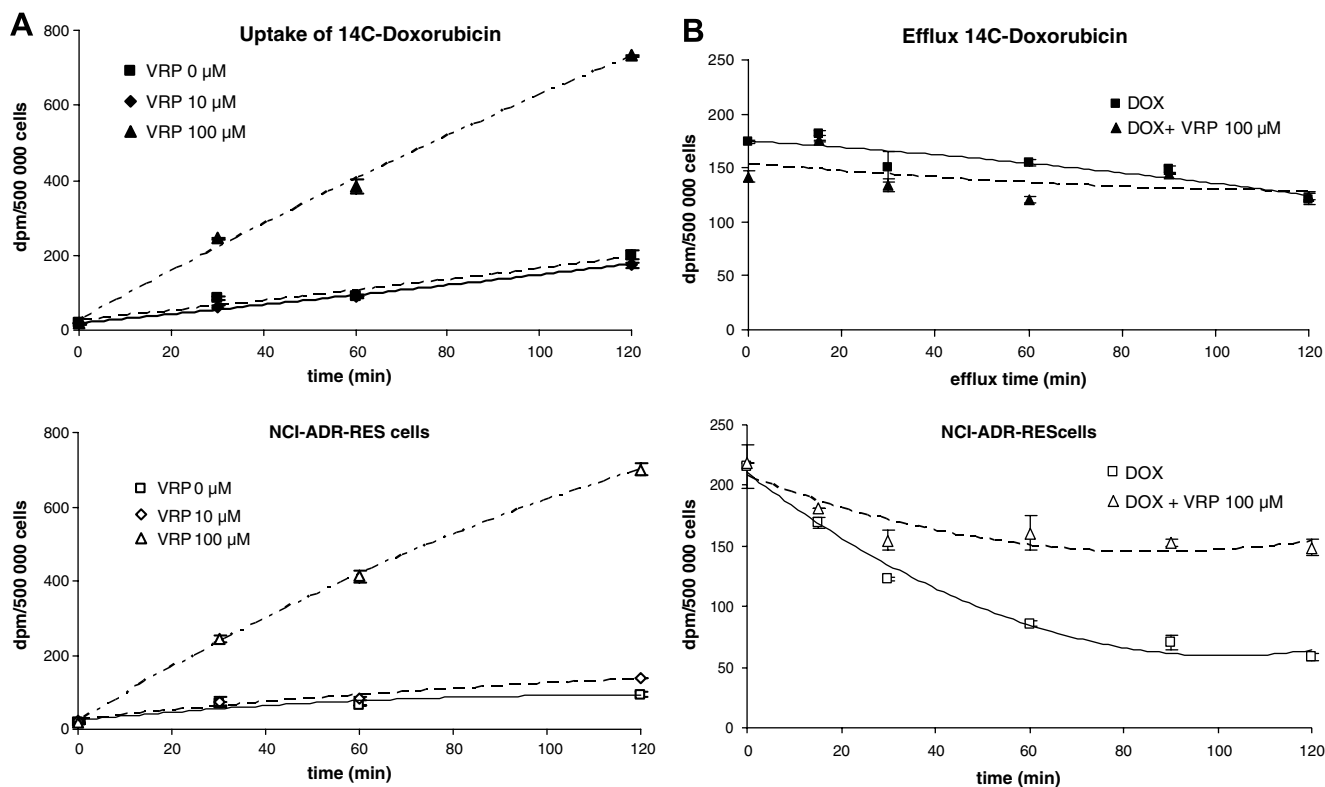 A
Uptake of 14C-Doxorubicin
800
600
400
200
0
dpm/500 000 cells
VRP 0 µM
VRP 10 µM
VRP 100 µM
0 20 40 60 80 100 120
time (min)
B
Efflux 14C-Doxorubicin
250
200
150
100
50
0
dpm/500 000 cells
DOX
DOX+ VRP 100 µM
0 20 40 60 80 100 120
efflux time (min)
NCI-ADR-RES cells
800
600
400
200
0
dpm/500 000 cells
VRP 0 µM
VRP 10 µM
VRP 100 µM
0 20 40 60 80 100 120
time (min)
NCI-ADR-REScells
250
200
150
100
50
0
dpm/500 000 cells
DOX
DOX + VRP 100 µM
0 20 40 60 80 100 120
time (min)